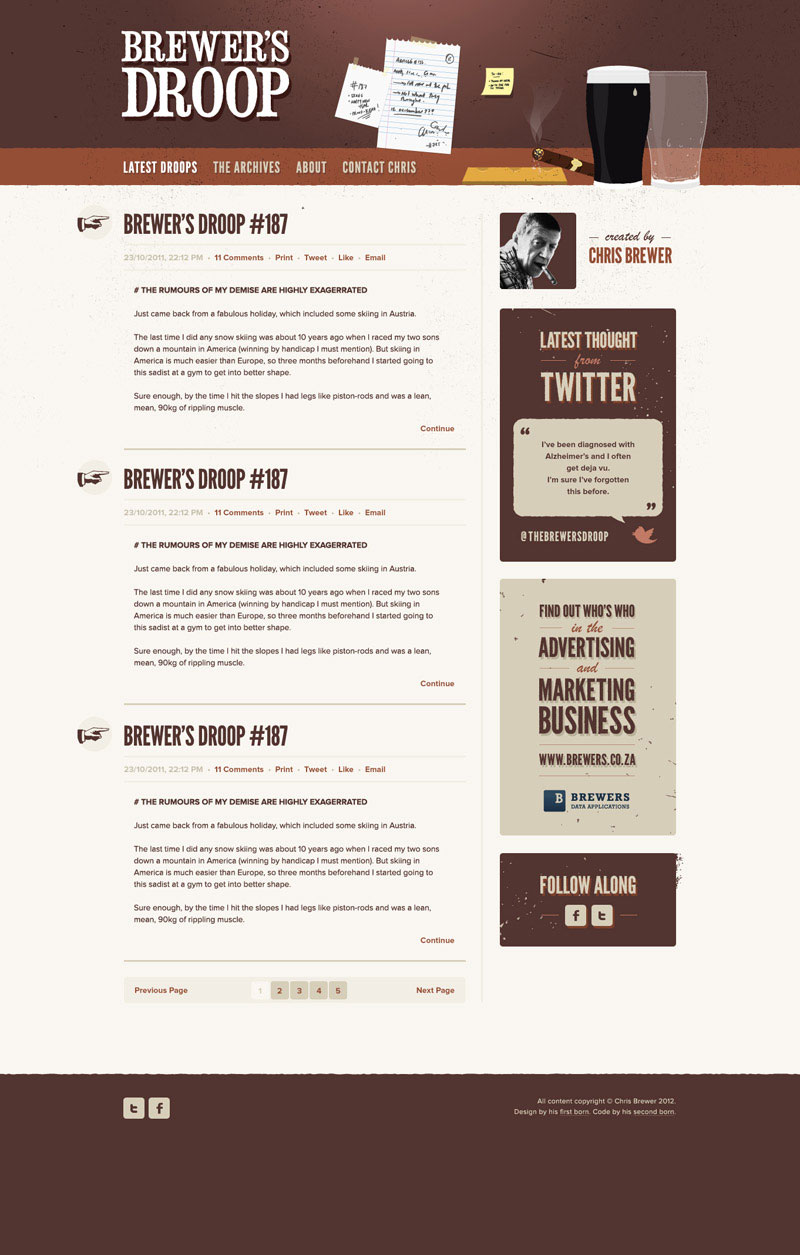 BREWER'S
DROOP
#187
LATEST DROOPS
THE ARCHIVES
ABOUT
CONTACT CHRIS
BREWER'S DROOP #187
23/10/2011, 22:12 PM • 11 Comments • Print • Tweet • Like • Email
# THE RUMOURS OF MY DEMISE ARE HIGHLY EXAGERRATED
Just came back from a fabulous holiday, which included some skiing in Austria.
The last time I did any snow skiing was about 10 years ago when I raced my two sons
down a mountain in America (winning by handicap I must mention). But skiing in
America is much easier than Europe, so three months beforehand I started going to
this sadist at a gym to get into better shape.
Sure enough, by the time I hit the slopes I had legs like piston-rods and was a lean,
mean, 90kg of rippling muscle.
Continue
BREWER'S DROOP #187
23/10/2011, 22:12 PM • 11 Comments • Print • Tweet • Like • Email
# THE RUMOURS OF MY DEMISE ARE HIGHLY EXAGERRATED
Just came back from a fabulous holiday, which included some skiing in Austria.
The last time I did any snow skiing was about 10 years ago when I raced my two sons
down a mountain in America (winning by handicap I must mention). But skiing in
America is much easier than Europe, so three months beforehand I started going to
this sadist at a gym to get into better shape.
Sure enough, by the time I hit the slopes I had legs like piston-rods and was a lean,
mean, 90kg of rippling muscle.
Continue
BREWER'S DROOP #187
23/10/2011, 22:12 PM • 11 Comments • Print • Tweet • Like • Email
# THE RUMOURS OF MY DEMISE ARE HIGHLY EXAGERRATED
Just came back from a fabulous holiday, which included some skiing in Austria.
The last time I did any snow skiing was about 10 years ago when I raced my two sons
down a mountain in America (winning by handicap I must mention). But skiing in
America is much easier than Europe, so three months beforehand I started going to
this sadist at a gym to get into better shape.
Sure enough, by the time I hit the slopes I had legs like piston-rods and was a lean,
mean, 90kg of rippling muscle.
Continue
Previous Page 1 2 3 4 5 Next Page
created by
CHRIS BREWER
LATEST THOUGHT
from
TWITTER
“
I've been diagnosed with
Alzheimer's and I often
get deja vu.
I'm sure I've forgotten
this before.
”
@THEBREWERSDROOP
FIND OUT WHO'S WHO
in the
ADVERTISING
and
MARKETING
BUSINESS
WWW.BREWERS.CO.ZA
B BREWERS
DATA APPLICATIONS
FOLLOW ALONG
f t
t f
All content copyright © Chris Brewer 2012.
Design by his first born. Code by his second born.